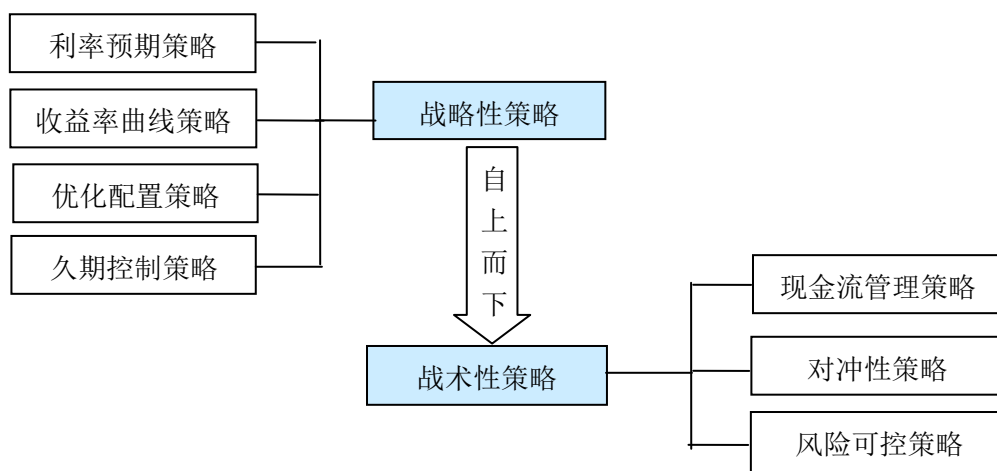 利率预期策略
收益率曲线策略
优化配置策略
久期控制策略
战略性策略
自
上
而
下
战术性策略
现金流管理策略
对冲性策略
风险可控策略